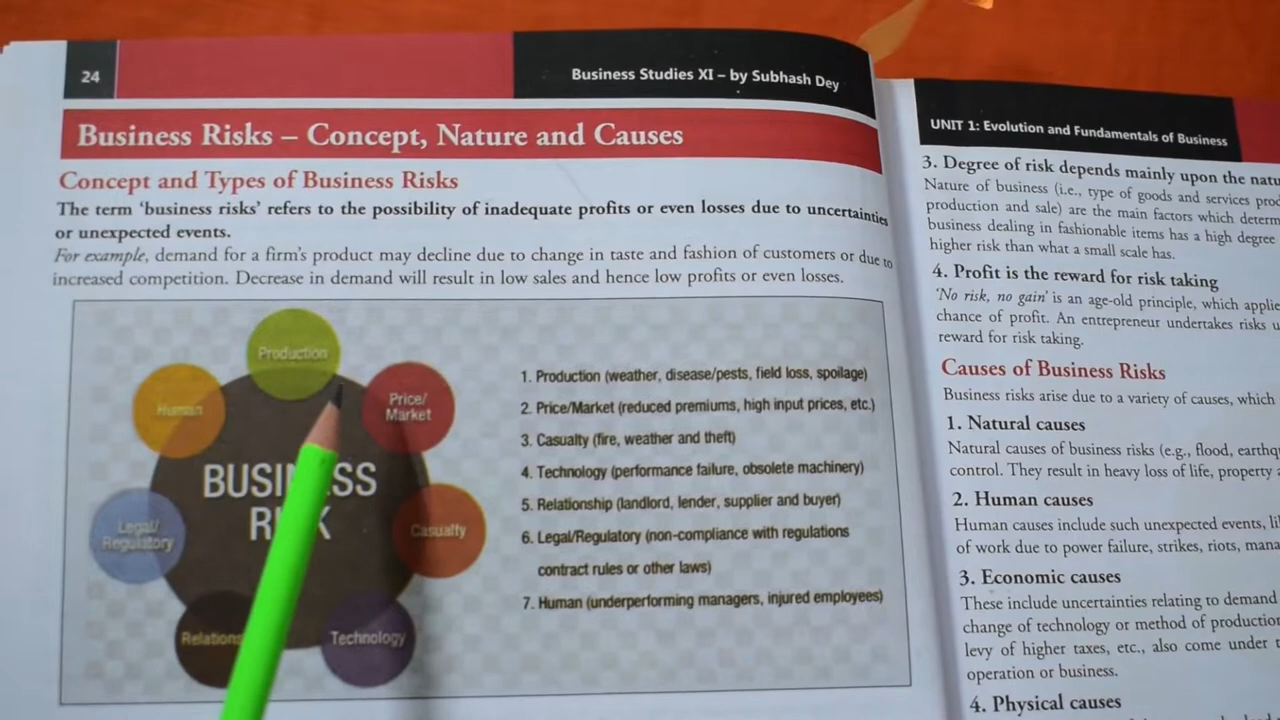 24
Business Studies XI – by Subhash Dey
Business Risks – Concept, Nature and Causes
Concept and Types of Business Risks
The term ‘business risks’ refers to the possibility of inadequate profits or even losses due to uncertainties
or unexpected events.
For example, demand for a firm’s product may decline due to change in taste and fashion of customers or due to
increased competition. Decrease in demand will result in low sales and hence low profits or even losses.
Production
Human
Price/
Market
BUSINESS
RISK
Legal/
Regulatory
Casualty
Technology
1. Production (weather, disease/pests, field loss, spoilage)
2. Price/Market (reduced premiums, high input prices, etc.)
3. Casualty (fire, weather and theft)
4. Technology (performance failure, obsolete machinery)
5. Relationship (landlord, lender, supplier and buyer)
6. Legal/Regulatory (non-compliance with regulations
contract rules or other laws)
7. Human (underperforming managers, injured employees)
UNIT 1: Evolution and Fundamentals of Business
3. Degree of risk depends mainly upon the
Nature of business (i.e., type of goods and services
production and sale) are the main factors which
business dealing in fashionable items has a high degree
higher risk than what a small scale has.
4. Profit is the reward for risk taking
‘No risk, no gain’ is an age-old principle, which
chance of profit. An entrepreneur undertakes risks
reward for risk taking.
Causes of Business Risks
Business risks arise due to a variety of causes, which
1. Natural causes
Natural causes of business risks (e.g., flood,
control. They result in heavy loss of life, property
2. Human causes
Human causes include such unexpected events,
of work due to power failure, strikes, riots,
3. Economic causes
These include uncertainties relating to demand
change of technology or method of production
levy of higher taxes, etc., also come under
operation or business.
4. Physical causes